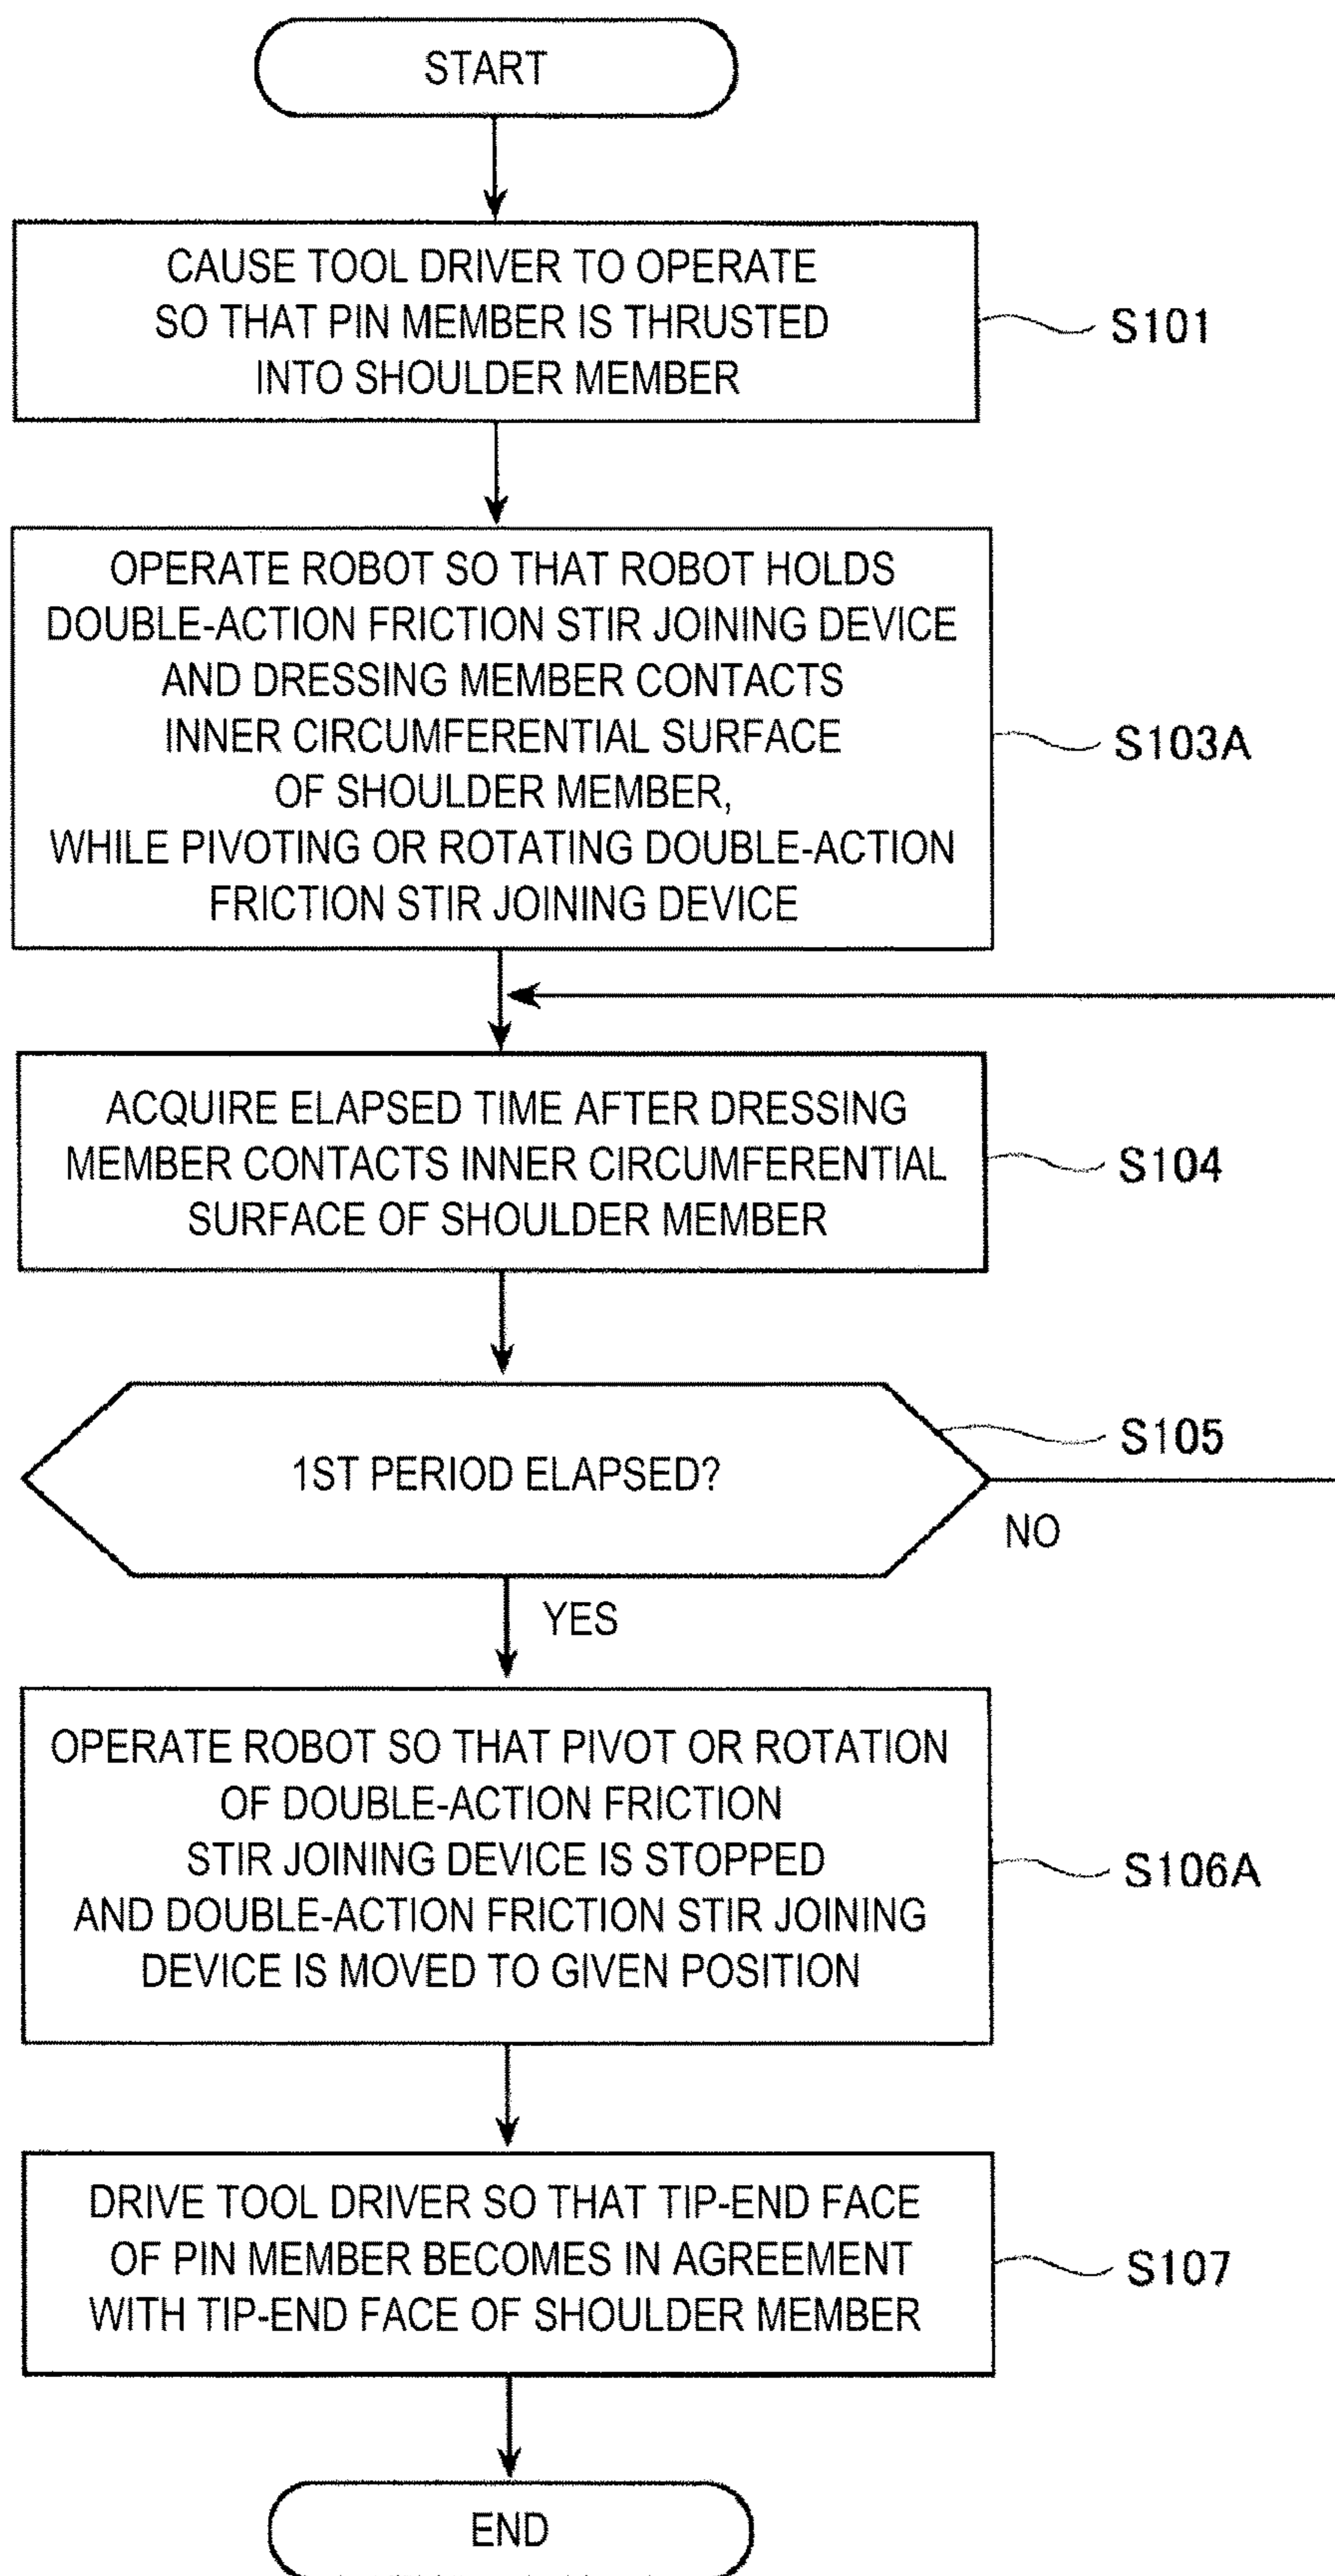 START
CAUSE TOOL DRIVER TO OPERATE
SO THAT PIN MEMBER IS THRUSTED
INTO SHOULDER MEMBER
S101
OPERATE ROBOT SO THAT ROBOT HOLDS
DOUBLE-ACTION FRICTION STIR JOINING DEVICE
AND DRESSING MEMBER CONTACTS
INNER CIRCUMFERENTIAL SURFACE
OF SHOULDER MEMBER,
WHILE PIVOTING OR ROTATING DOUBLE-ACTION
FRICTION STIR JOINING DEVICE
S103A
ACQUIRE ELAPSED TIME AFTER DRESSING
MEMBER CONTACTS INNER CIRCUMFERENTIAL
SURFACE OF SHOULDER MEMBER
S104
1ST PERIOD ELAPSED?
S105
NO
YES
OPERATE ROBOT SO THAT PIVOT OR ROTATION
OF DOUBLE-ACTION FRICTION
STIR JOINING DEVICE IS STOPPED
AND DOUBLE-ACTION FRICTION STIR JOINING
DEVICE IS MOVED TO GIVEN POSITION
S106A
DRIVE TOOL DRIVER SO THAT TIP-END FACE
OF PIN MEMBER BECOMES IN AGREEMENT
WITH TIP-END FACE OF SHOULDER MEMBER
S107
END